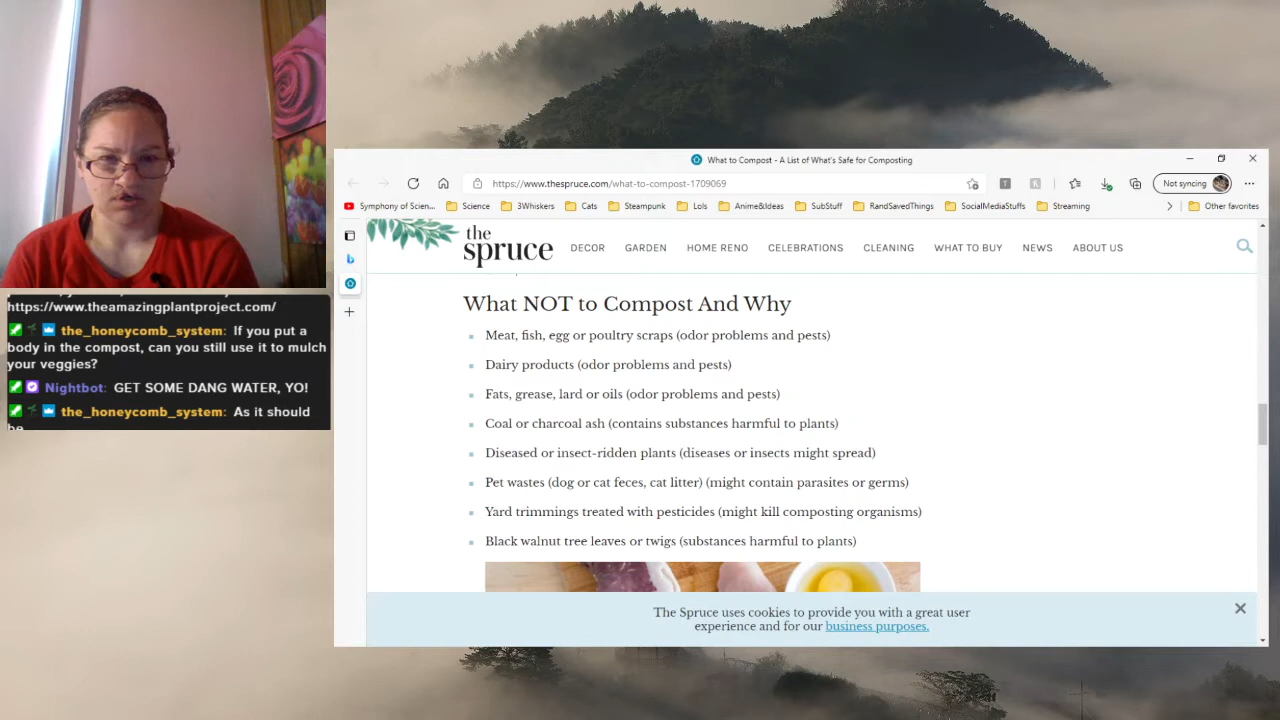 https://www.theamazingplantproject.com/
the_honeycomb_system: If you put a
body in the compost, can you still use it to mulch
your veggies?
Nightbot: GET SOME DANG WATER, YO!
the_honeycomb_system: As it should
What to Compost - A List of What's Safe for Composting
https://www.thespruce.com/what-to-compost-1709069
Not syncing
Symphony of Scien...
Science
3Whiskers
Cats
Steampunk
Lols
Anime&Ideas
SubStuff
RandSavedThings
SocialMediaStuffs
Streaming
Other favorites
the
spruce
DECOR
GARDEN
HOME RENO
CELEBRATIONS
CLEANING
WHAT TO BUY
NEWS
ABOUT US
What NOT to Compost And Why
Meat, fish, egg or poultry scraps (odor problems and pests)
Dairy products (odor problems and pests)
Fats, grease, lard or oils (odor problems and pests)
Coal or charcoal ash (contains substances harmful to plants)
Diseased or insect-ridden plants (diseases or insects might spread)
Pet wastes (dog or cat feces, cat litter) (might contain parasites or germs)
Yard trimmings treated with pesticides (might kill composting organisms)
Black walnut tree leaves or twigs (substances harmful to plants)
The Spruce uses cookies to provide you with a great user
experience and for our business purposes.